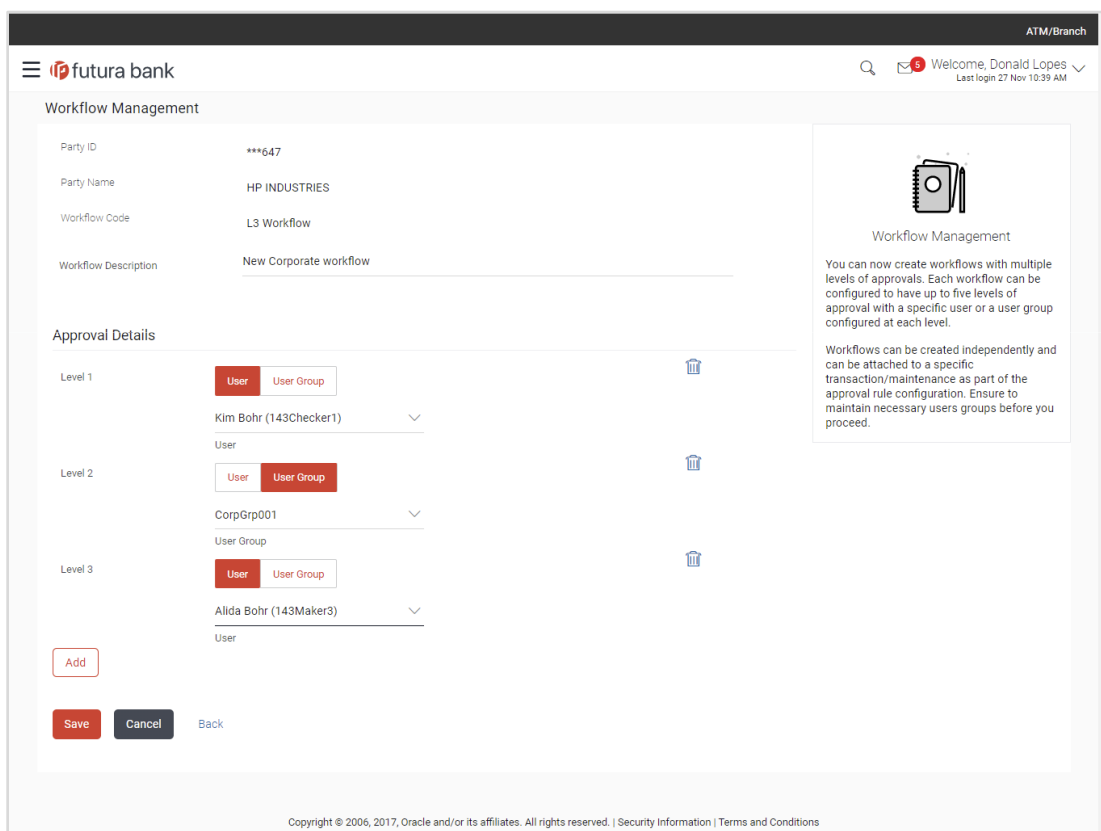 ATM/Branch
futura bank
5
Welcome, Donald Lopes
Last login 27 Nov 10:39 AM
Workflow Management
Party ID
***647
Party Name
HP INDUSTRIES
Workflow Code
L3 Workflow
Workflow Description
New Corporate workflow
Approval Details
Level 1
User
User Group
Kim Bohr (143Checker1)
User
Level 2
User
User Group
CorpGrp001
User Group
Level 3
User
User Group
Alida Bohr (143Maker3)
User
Add
Save
Cancel
Back
Workflow Management
You can now create workflows with multiple
levels of approvals. Each workflow can be
configured to have up to five levels of
approval with a specific user or a user group
configured at each level.
Workflows can be created independently and
can be attached to a specific
transaction/maintenance as part of the
approval rule configuration. Ensure to
maintain necessary users groups before you
proceed.
Copyright © 2006, 2017, Oracle and/or its affiliates. All rights reserved. | Security Information | Terms and Conditions